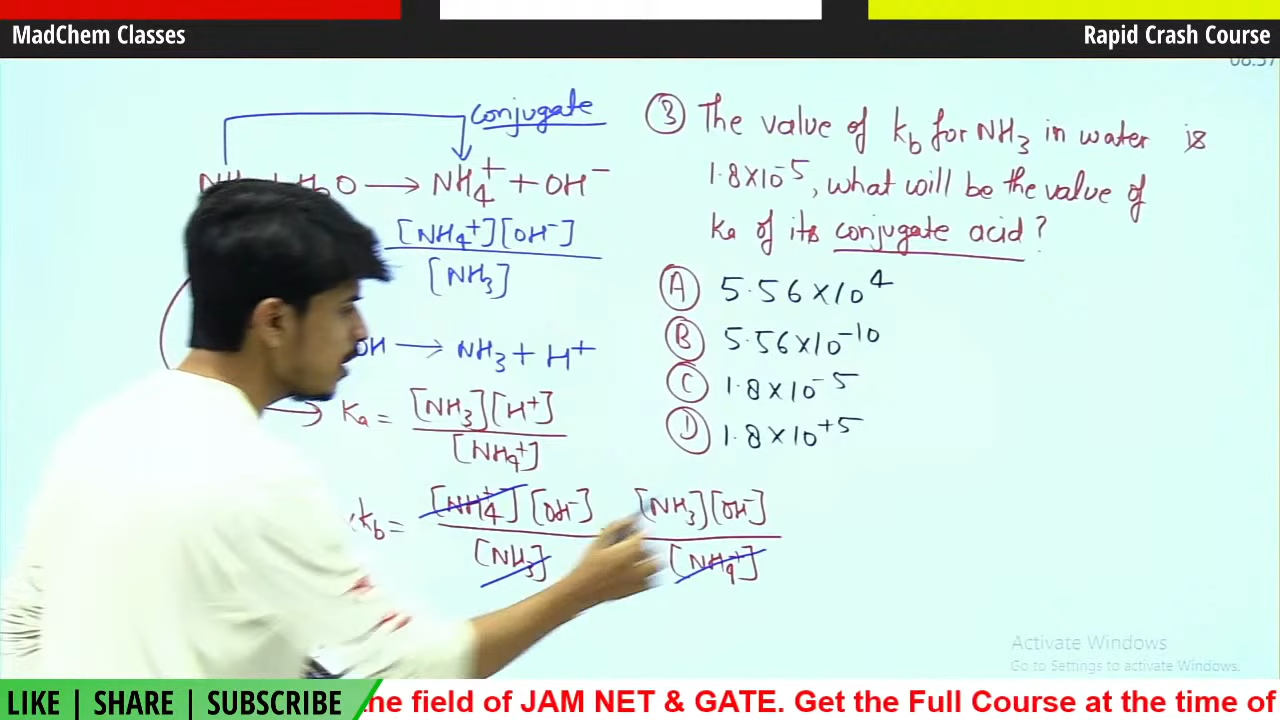 MadChem Classes
Rapid Crash Course
conjugate
O ⟶ NH₄⁺ + OH⁻
[NH₄⁺][OH⁻]
[NH₃]
OH ⟶ NH₃ + H⁺
⟶ Ka = [NH₃][H⁺]
[NH₄⁺]
kb = [NH₄⁺][OH⁻] [NH₃][OH⁻]
[NH₃] [NH₄⁺]
③ The value of kb for NH₃ in water is
1.8×10⁻⁵, what will be the value of
ka of its conjugate acid?
Ⓐ 5.56×10⁴
Ⓑ 5.56×10⁻¹⁰
Ⓒ 1.8×10⁻⁵
Ⓓ 1.8×10⁺⁵
Activate Windows
Go to Settings to activate Windows.
LIKE | SHARE | SUBSCRIBE
the field of JAM NET & GATE. Get the Full Course at the time of